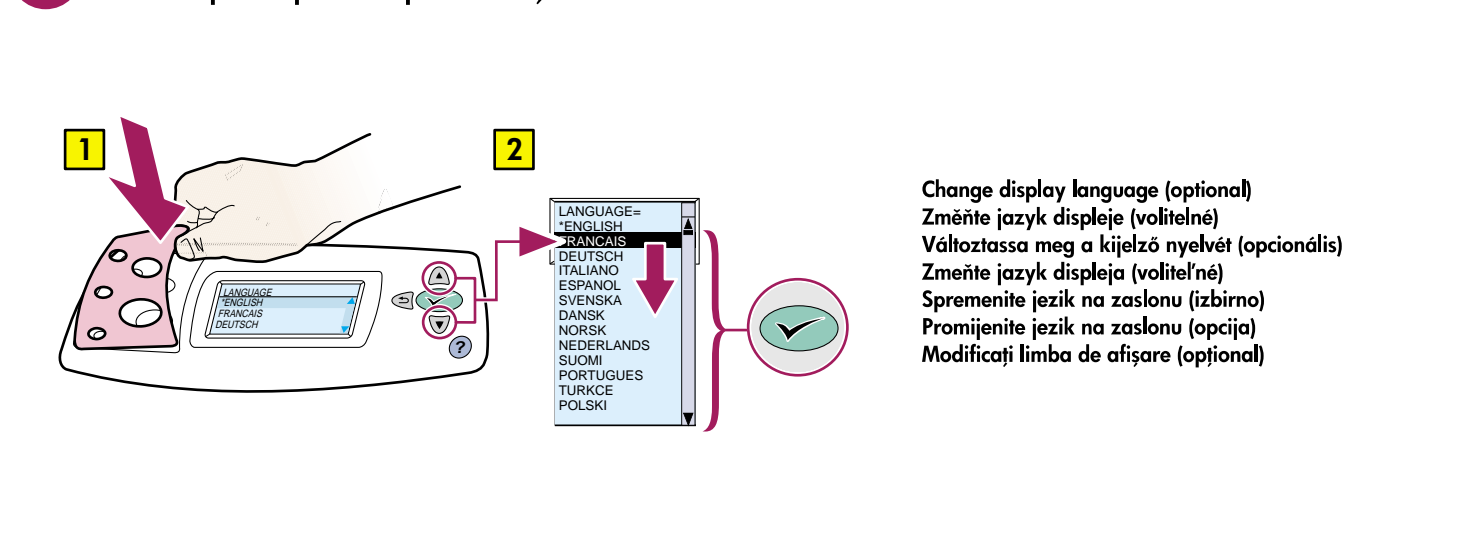 1
2
LANGUAGE
*ENGLISH
FRANCAIS
DEUTSCH
?
LANGUAGE=
*ENGLISH
RANCAIS
DEUTSCH
ITALIANO
ESPANOL
SVENSKA
DANSK
NORSK
NEDERLANDS
SUOMI
PORTUGUES
TURKCE
POLSKI
Change display language (optional)
Změňte jazyk displeje (volitelné)
Változtassa meg a kijelző nyelvét (opcionális)
Zmeňte jazyk displeja (voliteľné)
Spremenite jezik na zaslonu (izbirno)
Promijenite jezik na zaslonu (opcija)
Modificați limba de afișare (opțional)